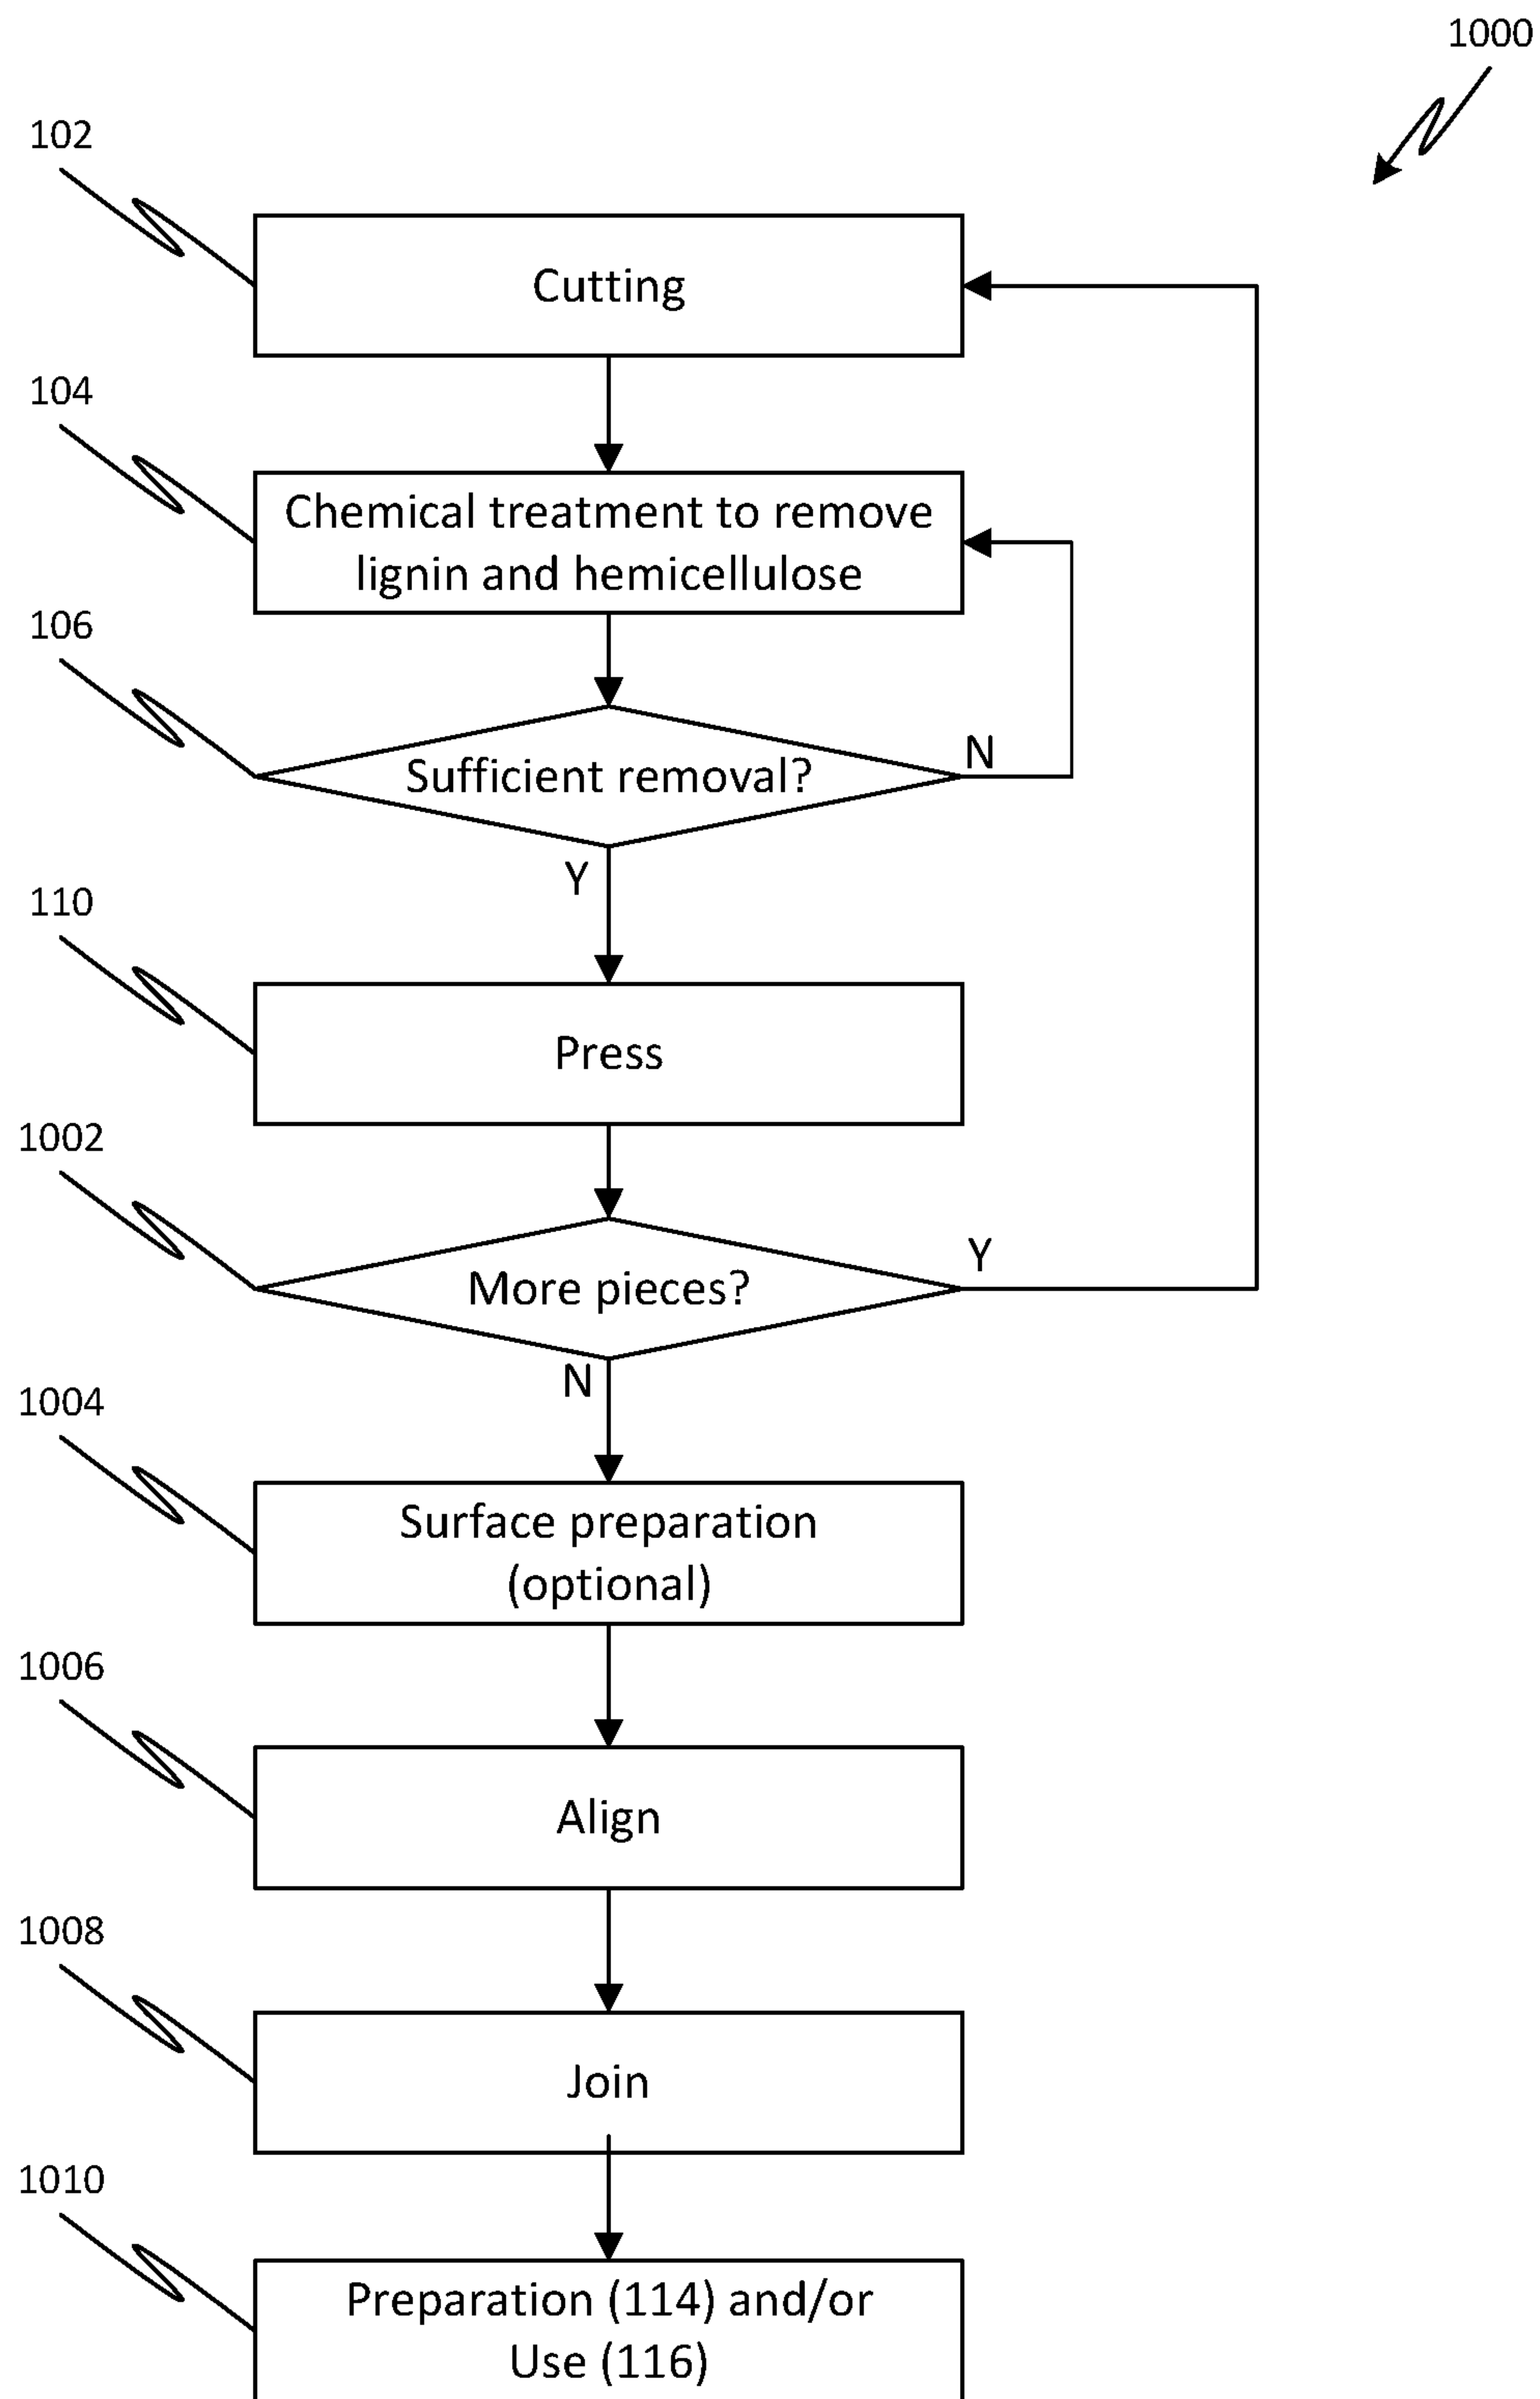 1000
102
Cutting
104
Chemical treatment to remove
lignin and hemicellulose
106
Sufficient removal?
N
Y
110
Press
1002
More pieces?
Y
N
1004
Surface preparation
(optional)
1006
Align
1008
Join
1010
Preparation (114) and/or
Use (116)